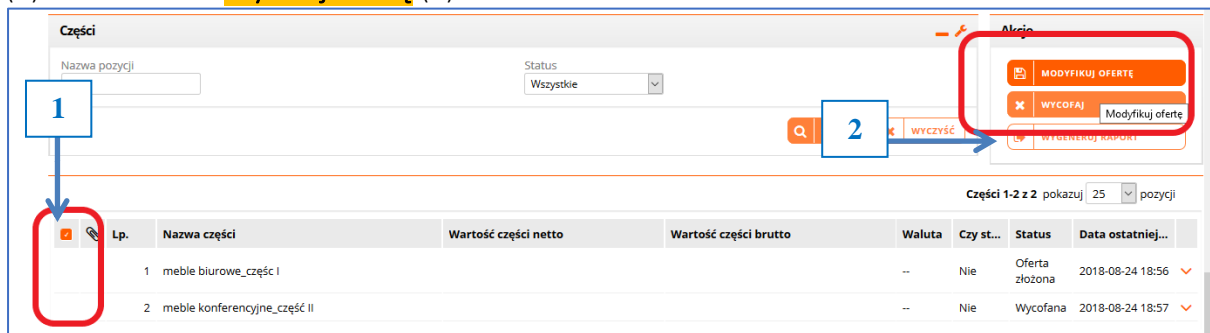 Części
Akcje
Nazwa pozycji
Status
Wszystkie
MODYFIKUJ OFERTĘ
WYCOFAJ
Modyfikuj ofertę
1
2
WYCZYŚĆ
WYGENERUJ RAPORT
Części 1-2 z 2 pokazuj 25 pozycji
Lp. Nazwa części Wartość części netto Wartość części brutto Waluta Czy st... Status Data ostatniej...
1 meble biurowe_częśc I -- Nie Oferta złożona 2018-08-24 18:56
2 meble konferencyjne_część II -- Nie Wycofana 2018-08-24 18:57